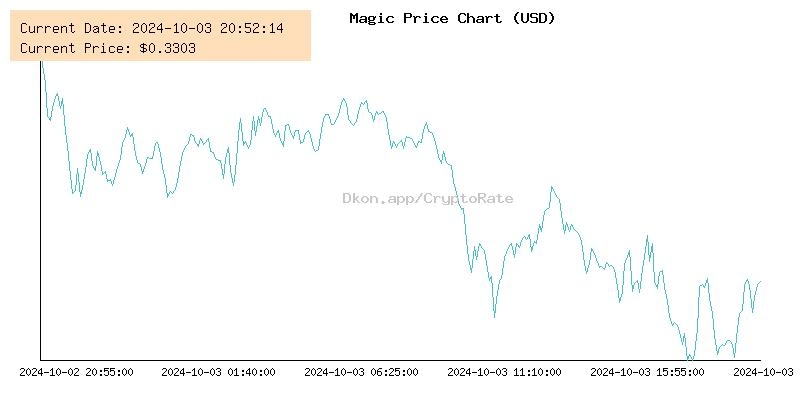 Magic Price Chart (USD)
Current Date: 2024-10-03 20:52:14
Current Price: $0.3303
Dkon.app/CryptoRate
2024-10-02 20:55:00 2024-10-03 01:40:00 2024-10-03 06:25:00 2024-10-03 11:10:00 2024-10-03 15:55:00 2024-10-03